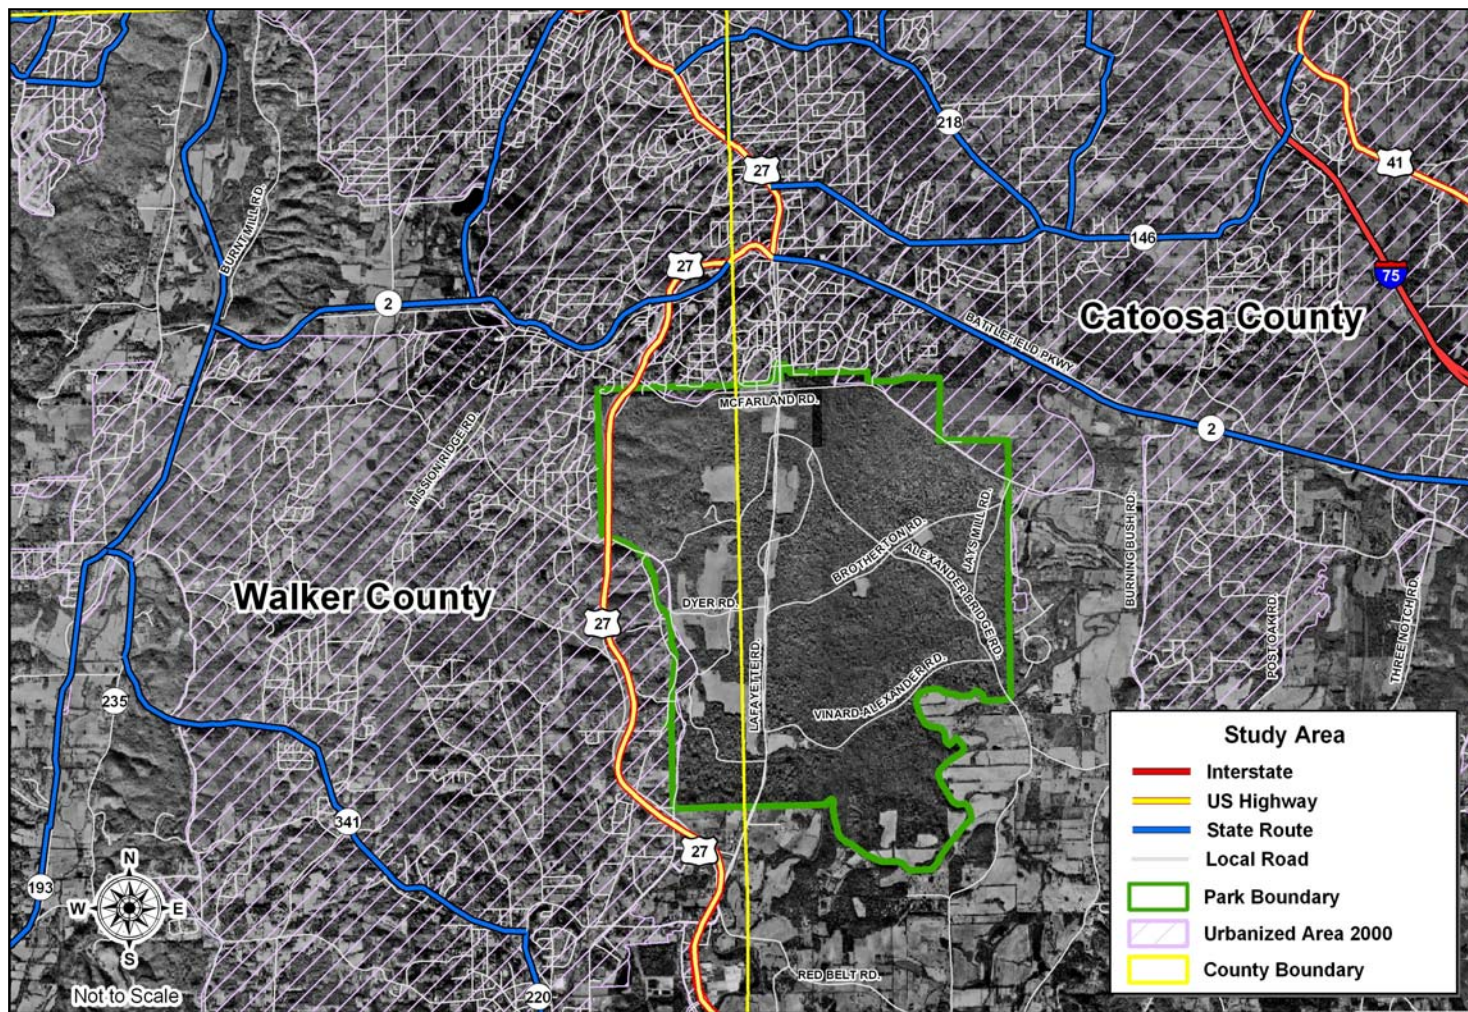 27
218
41
146
75
BURNT MILL RD.
27
2
BATTLEFIELD PKWY
Catoosa County
MCFARLAND RD.
2
MISSION RIDGE RD.
JAYS MILL RD.
BURNING BUSH RD.
BROTHERTON RD.
ALEXANDER BRIDGE RD.
Walker County
DYER RD.
27
POSTOAK RD.
THREE NOTCH RD.
LAFAYETTE RD.
VINARD-ALEXANDER RD.
235
341
27
193
220
RED BELT RD.
N
W
E
S
Not to Scale
Study Area
Interstate
US Highway
State Route
Local Road
Park Boundary
Urbanized Area 2000
County Boundary